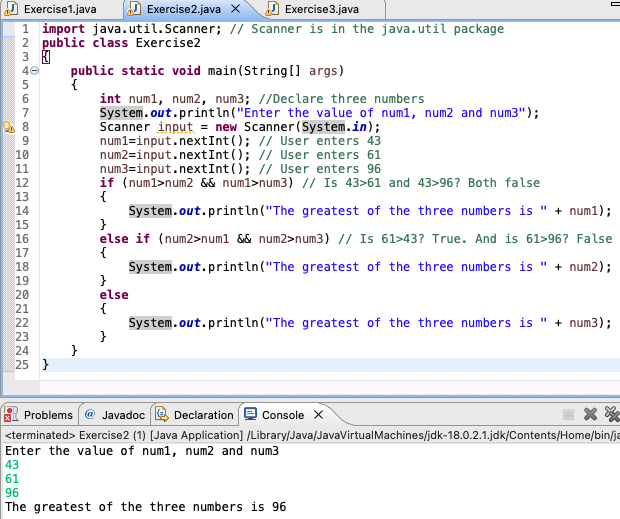 Exercise1.java Exercise2.java Exercise3.java
1 import java.util.Scanner; // Scanner is in the java.util package
2 public class Exercise2
3 {
4 public static void main(String[] args)
5 {
6 int num1, num2, num3; //Declare three numbers
7 System.out.println("Enter the value of num1, num2 and num3");
8 Scanner input = new Scanner(System.in);
9 num1=input.nextInt(); // User enters 43
10 num2=input.nextInt(); // User enters 61
11 num3=input.nextInt(); // User enters 96
12 if (num1>num2 && num1>num3) // Is 43>61 and 43>96? Both false
13 {
14 System.out.println("The greatest of the three numbers is " + num1);
15 }
16 else if (num2>num1 && num2>num3) // Is 61>43? True. And is 61>96? False
17 {
18 System.out.println("The greatest of the three numbers is " + num2);
19 }
20 else
21 {
22 System.out.println("The greatest of the three numbers is " + num3);
23 }
24 }
25 }
Problems @ Javadoc Declaration Console
<terminated> Exercise2 (1) [Java Application] /Library/Java/JavaVirtualMachines/jdk-18.0.2.1.jdk/Contents/Home/bin/ja
Enter the value of num1, num2 and num3
43
61
96
The greatest of the three numbers is 96